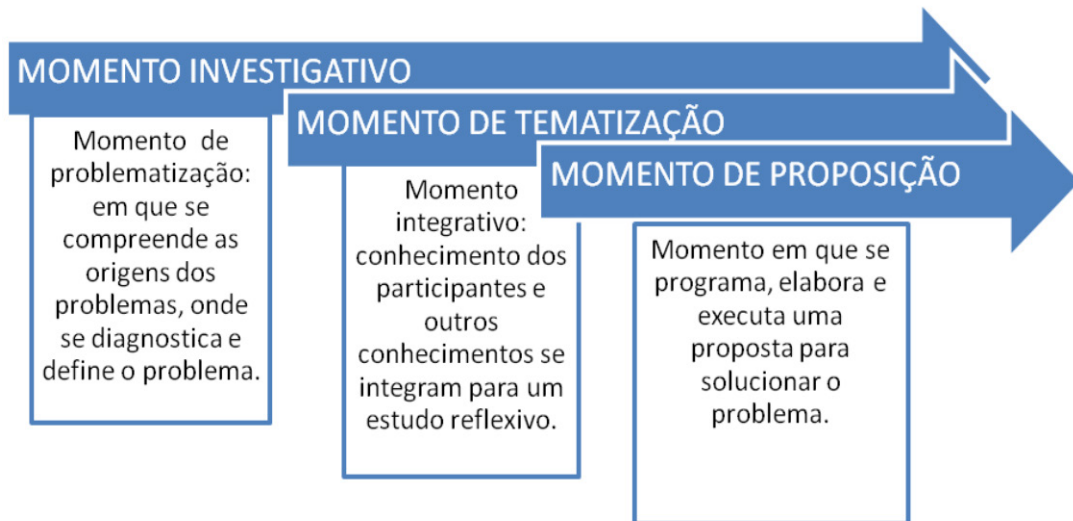 MOMENTO INVESTIGATIVO
Momento de
problematização:
em que se
compreende as
origens dos
problemas, onde
se diagnostica e
define o problema.
MOMENTO DE TEMATIZAÇÃO
Momento
integrativo:
conhecimento dos
participantes e
outros
conhecimentos se
integram para um
estudo reflexivo.
MOMENTO DE PROPOSIÇÃO
Momento em que se
programa, elabora e
executa uma
proposta para
solucionar o
problema.